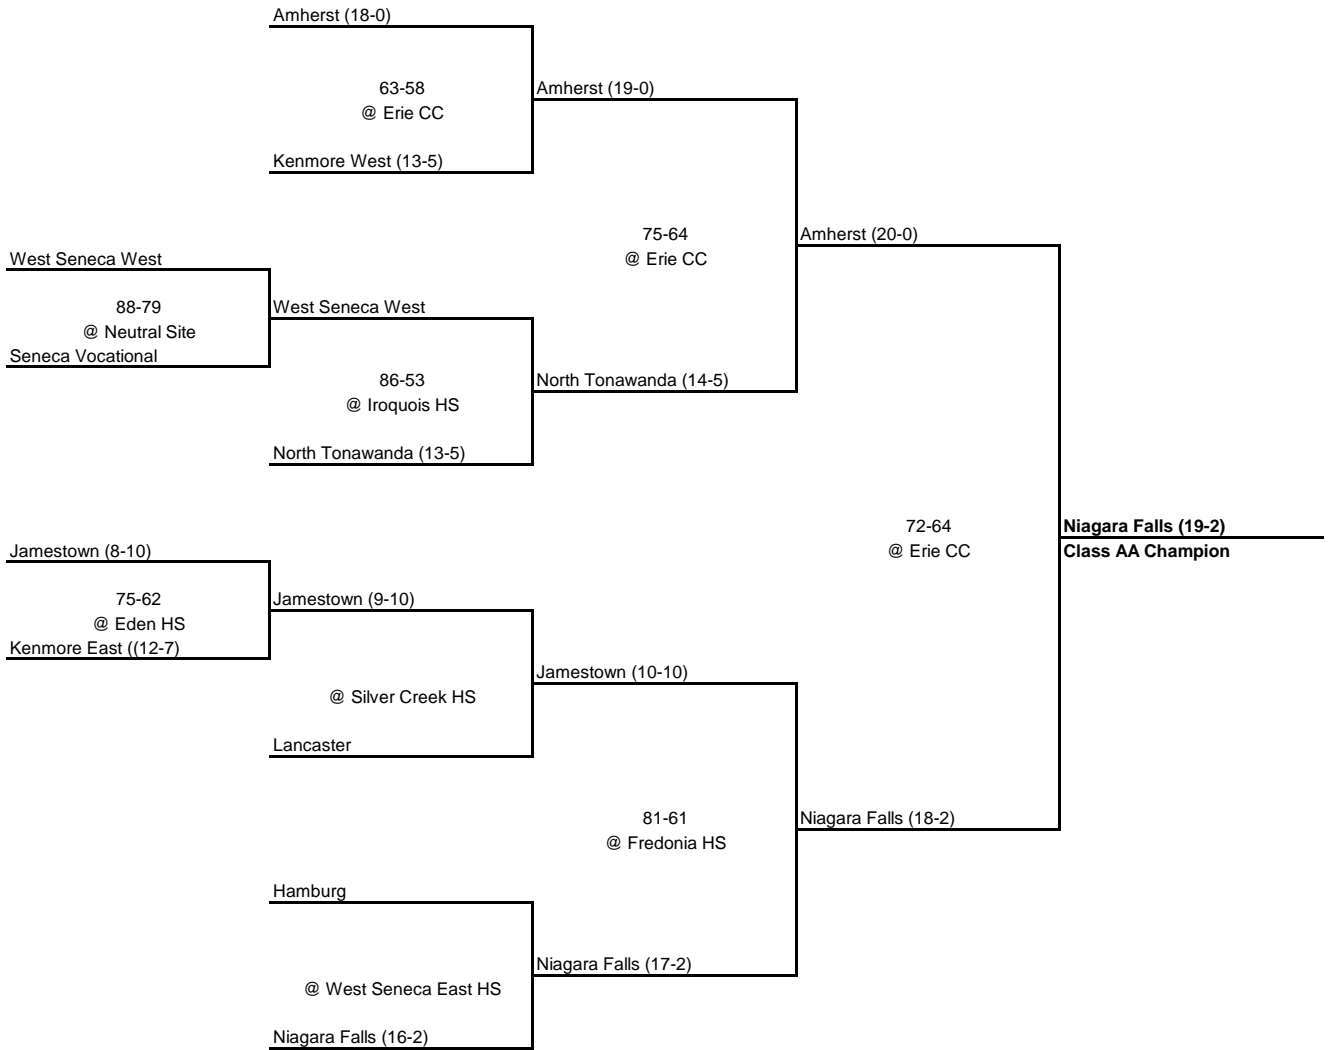 Amherst (18-0)
63-58
@ Erie CC
Amherst (19-0)
Kenmore West (13-5)
75-64
@ Erie CC
Amherst (20-0)
West Seneca West
88-79
@ Neutral Site
West Seneca West
Seneca Vocational
86-53
@ Iroquois HS
North Tonawanda (14-5)
North Tonawanda (13-5)
72-64
@ Erie CC
Niagara Falls (19-2)
Class AA Champion
Jamestown (8-10)
75-62
@ Eden HS
Jamestown (9-10)
Kenmore East ((12-7)
@ Silver Creek HS
Jamestown (10-10)
Lancaster
81-61
@ Fredonia HS
Niagara Falls (18-2)
Hamburg
@ West Seneca East HS
Niagara Falls (17-2)
Niagara Falls (16-2)